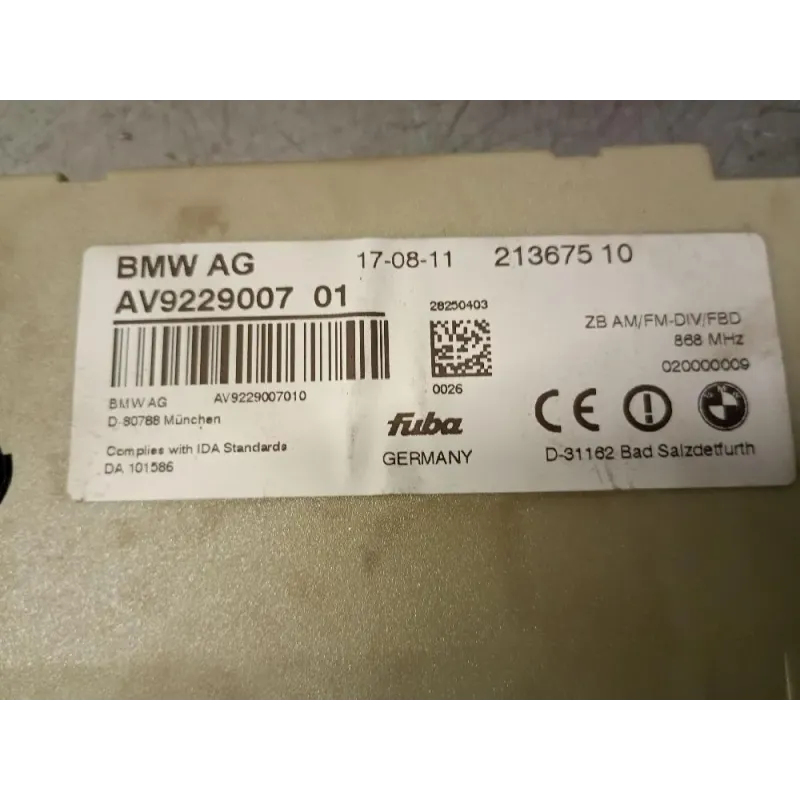 BMW AG 17-08-11 213675 10
AV9229007 01
28250403
ZB AM/FM-DIV/FBD
868 MHz
020000009
BMW AG AV9229007010
0026
D-80788 München
fuba
Complies with IDA Standards
DA 101586
GERMANY
D-31162 Bad Salzdetfurth
CE